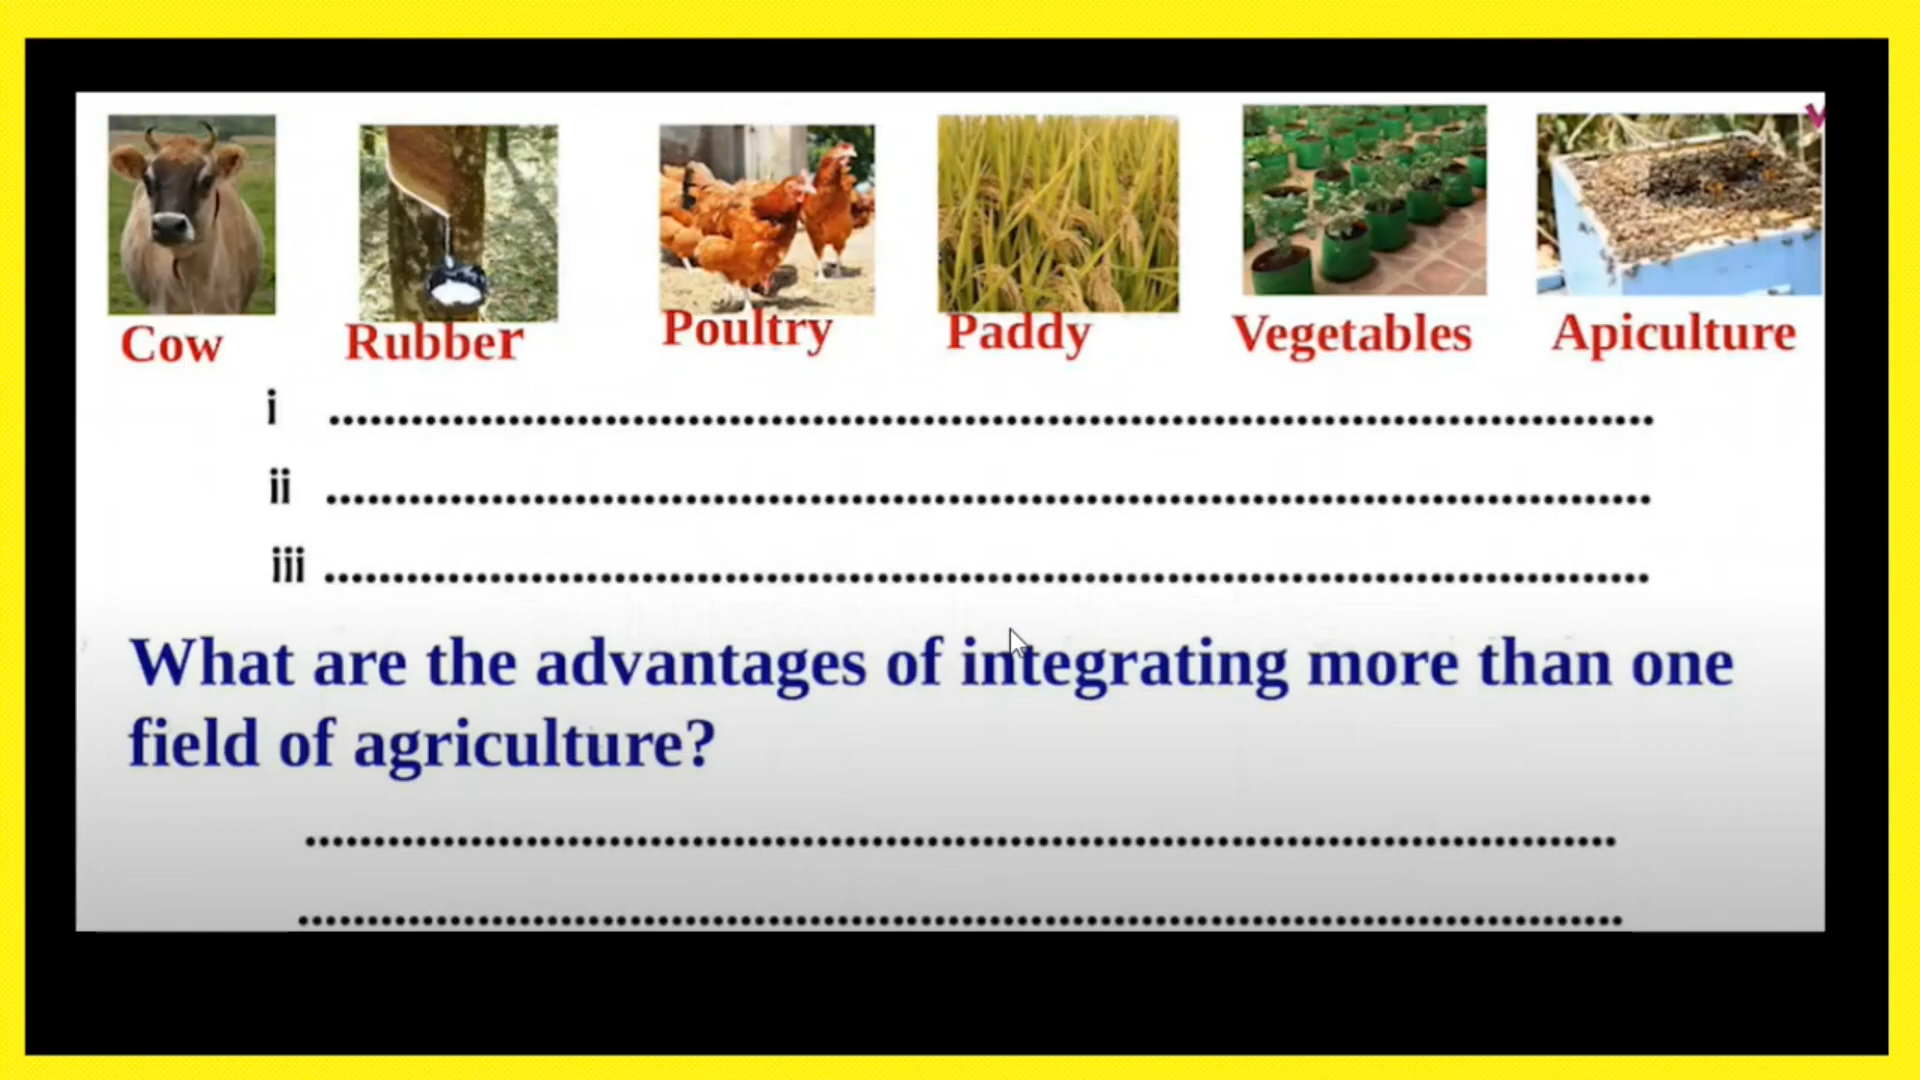 Cow Rubber Poultry Paddy Vegetables Apiculture
i ................................................................................................
ii ................................................................................................
iii ................................................................................................
What are the advantages of integrating more than one
field of agriculture?
................................................................................................
................................................................................................